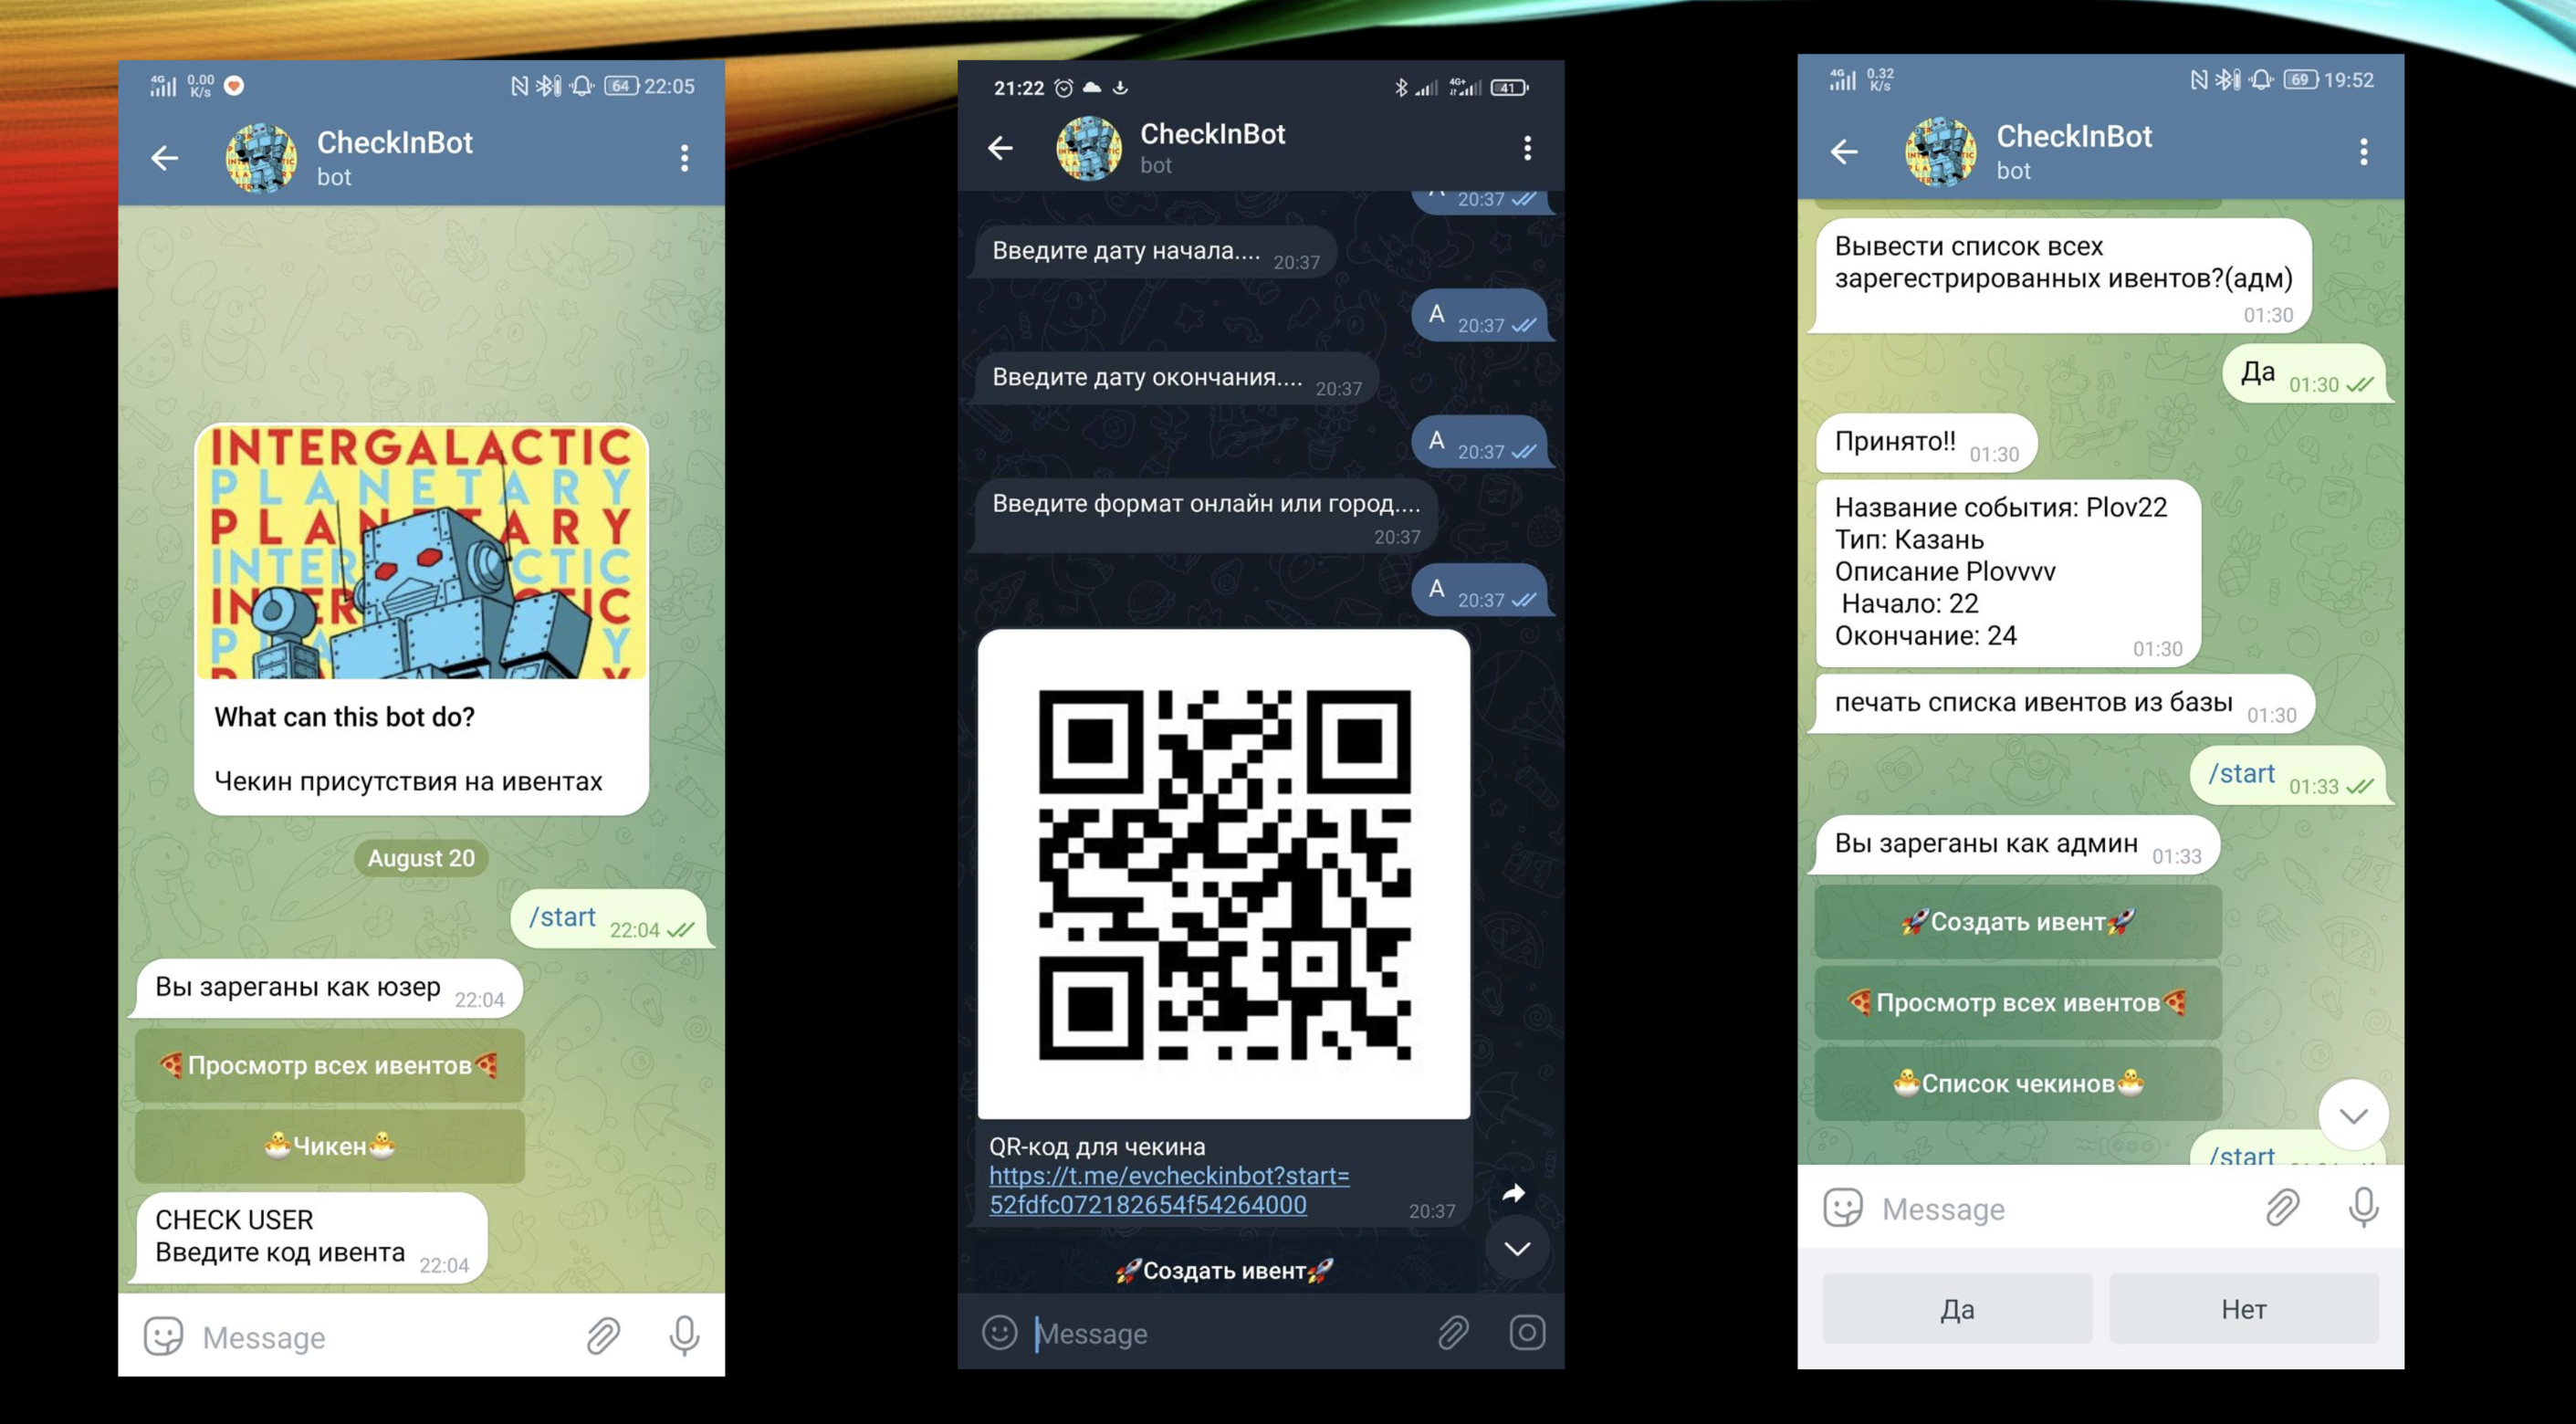 4G 0.00 K/s 64 22:05
CheckInBot
bot
INTERGALACTIC
PLANETARY
PLANETARY
INTER CTIC
IN ER IC
P Y
What can this bot do?
Чекин присутствия на ивентах
August 20
/start 22:04
Вы зареганы как юзер 22:04
Просмотр всех ивентов
Чикен
CHECK USER
Введите код ивента 22:04
Message
21:22 4G+ 41
CheckInBot
bot
А 20:37
Введите дату начала.... 20:37
А 20:37
Введите дату окончания.... 20:37
А 20:37
Введите формат онлайн или город....
20:37
А 20:37
QR-код для чекина
https://t.me/evcheckinbot?start=
52fdfc072182654f54264000 20:37
Создать ивент
Message
4G 0.32 K/s 69 19:52
CheckInBot
bot
Вывести список всех
зарегестрированных ивентов?(адм)
01:30
Да 01:30
Принято!! 01:30
Название события: Plov22
Тип: Казань
Описание Plovvvv
Начало: 22
Окончание: 24 01:30
печать списка ивентов из базы 01:30
/start 01:33
Вы зареганы как админ 01:33
Создать ивент
Просмотр всех ивентов
Список чекинов
/start
Message
Да Нет